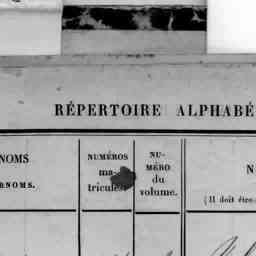 RÉPERTOIRE ALPHABÉ
NOMS
RÉNOMS.
NUMÉROS
ma-
tricules
NU-
MÉRO
du
volume.
N
(Il doit être